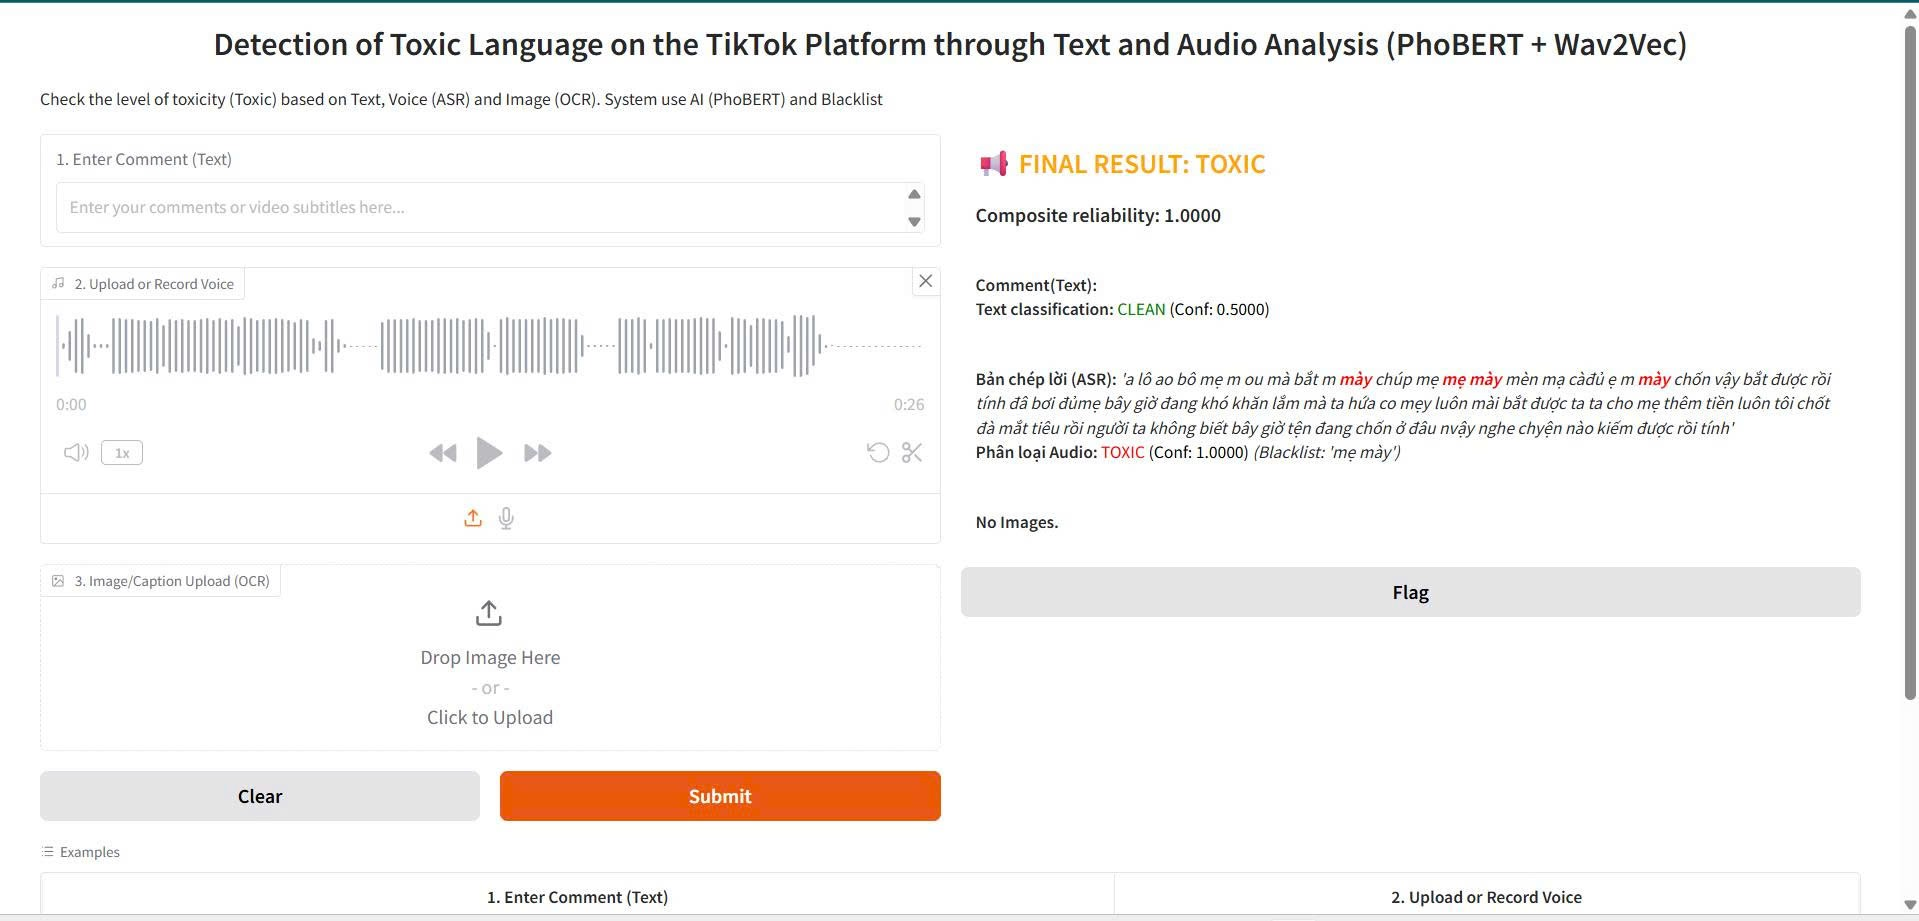 Detection of Toxic Language on the TikTok Platform through Text and Audio Analysis (PhoBERT + Wav2Vec)
Check the level of toxicity (Toxic) based on Text, Voice (ASR) and Image (OCR). System use AI (PhoBERT) and Blacklist
1. Enter Comment (Text)
Enter your comments or video subtitles here...
2. Upload or Record Voice
0:00
0:26
1x
3. Image/Caption Upload (OCR)
Drop Image Here
- or -
Click to Upload
Clear
Submit
FINAL RESULT: TOXIC
Composite reliability: 1.0000
Comment(Text):
Text classification: CLEAN (Conf: 0.5000)
Bản chép lời (ASR): 'a lô ao bô mẹ m ou mà bắt m mày chúp mẹ mẹ mày mèn mạ càđủ ẹ m mày chốn vậy bắt được rồi
tính đâ bơi đủmẹ bây giờ đang khó khăn lắm mà ta hứa co mẹy luôn mài bắt được ta ta cho mẹ thêm tiền luôn tôi chốt
đà mắt tiêu rồi người ta không biết bây giờ tện đang chốn ở đâu nvậy nghe chyện nào kiếm được rồi tính'
Phân loại Audio: TOXIC (Conf: 1.0000) (Blacklist: 'mẹ mày')
No Images.
Flag
Examples
1. Enter Comment (Text)
2. Upload or Record Voice